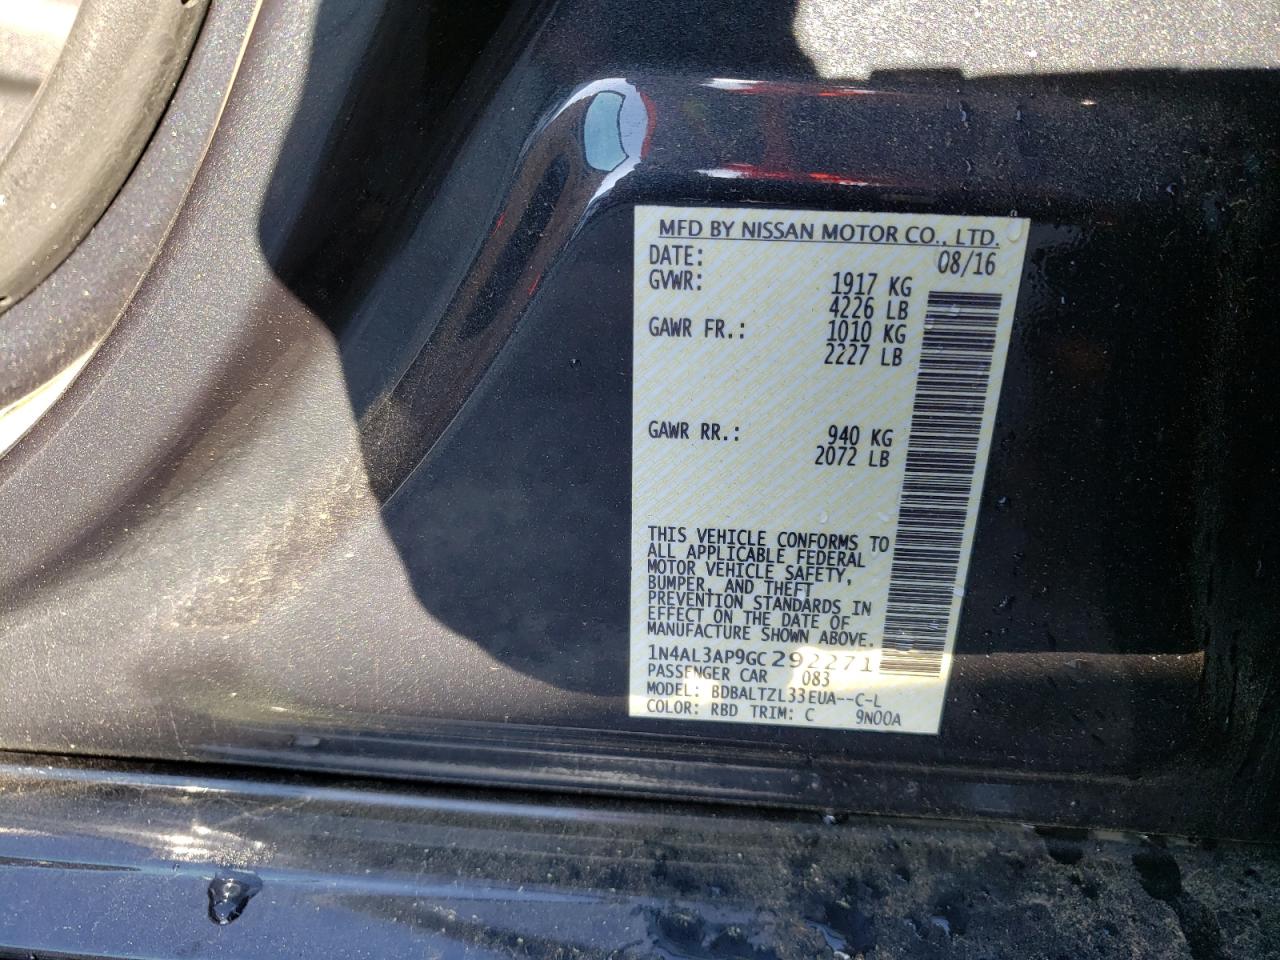 MFD BY NISSAN MOTOR CO., LTD.
DATE: 08/16
GVWR: 1917 KG
4226 LB
GAWR FR.: 1010 KG
2227 LB
GAWR RR.: 940 KG
2072 LB
THIS VEHICLE CONFORMS TO
ALL APPLICABLE FEDERAL
MOTOR VEHICLE SAFETY,
BUMPER, AND THEFT
PREVENTION STANDARDS IN
EFFECT ON THE DATE OF
MANUFACTURE SHOWN ABOVE.
1N4AL3AP9GC292271
PASSENGER CAR 083
MODEL: BDBALTZL33EUA--C-L
COLOR: RBD TRIM: C 9N00A